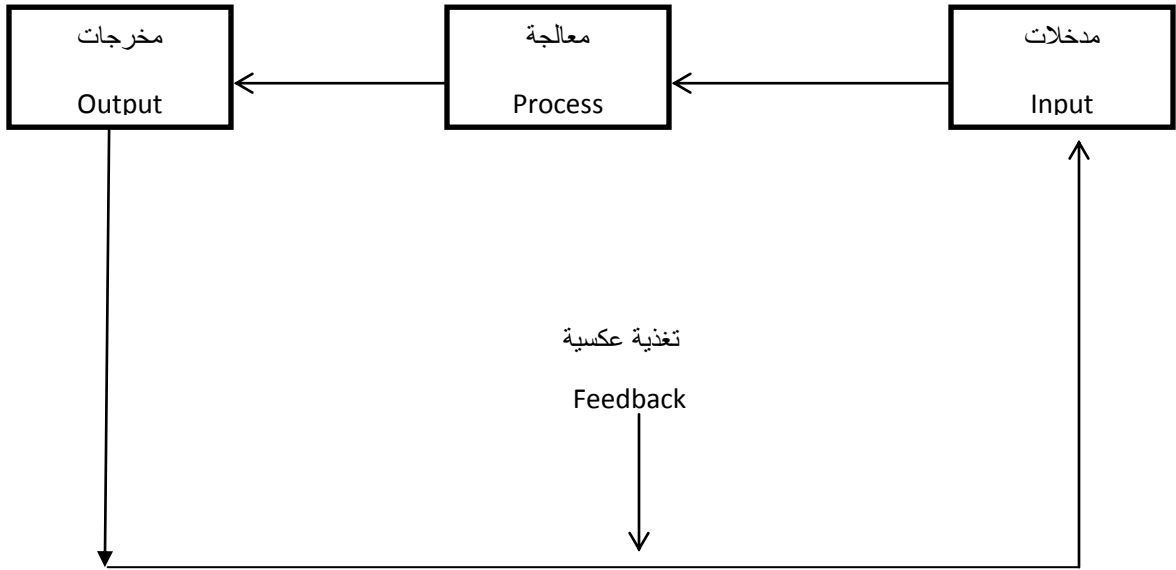 مدخلات
Input
معالجة
Process
مخرجات
Output
تغذية عكسية
Feedback